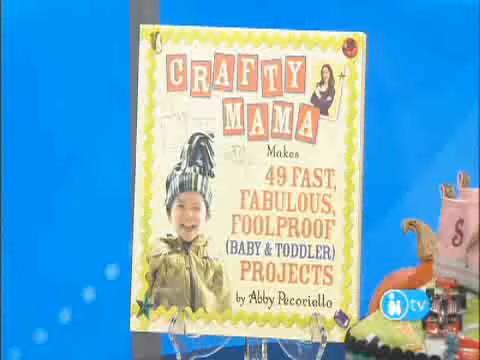 CRAFTY
MAMA
Makes
49 FAST,
FABULOUS,
FOOLPROOF
(BABY & TODDLER)
PROJECTS
by Abby Pecoriello
S
tv